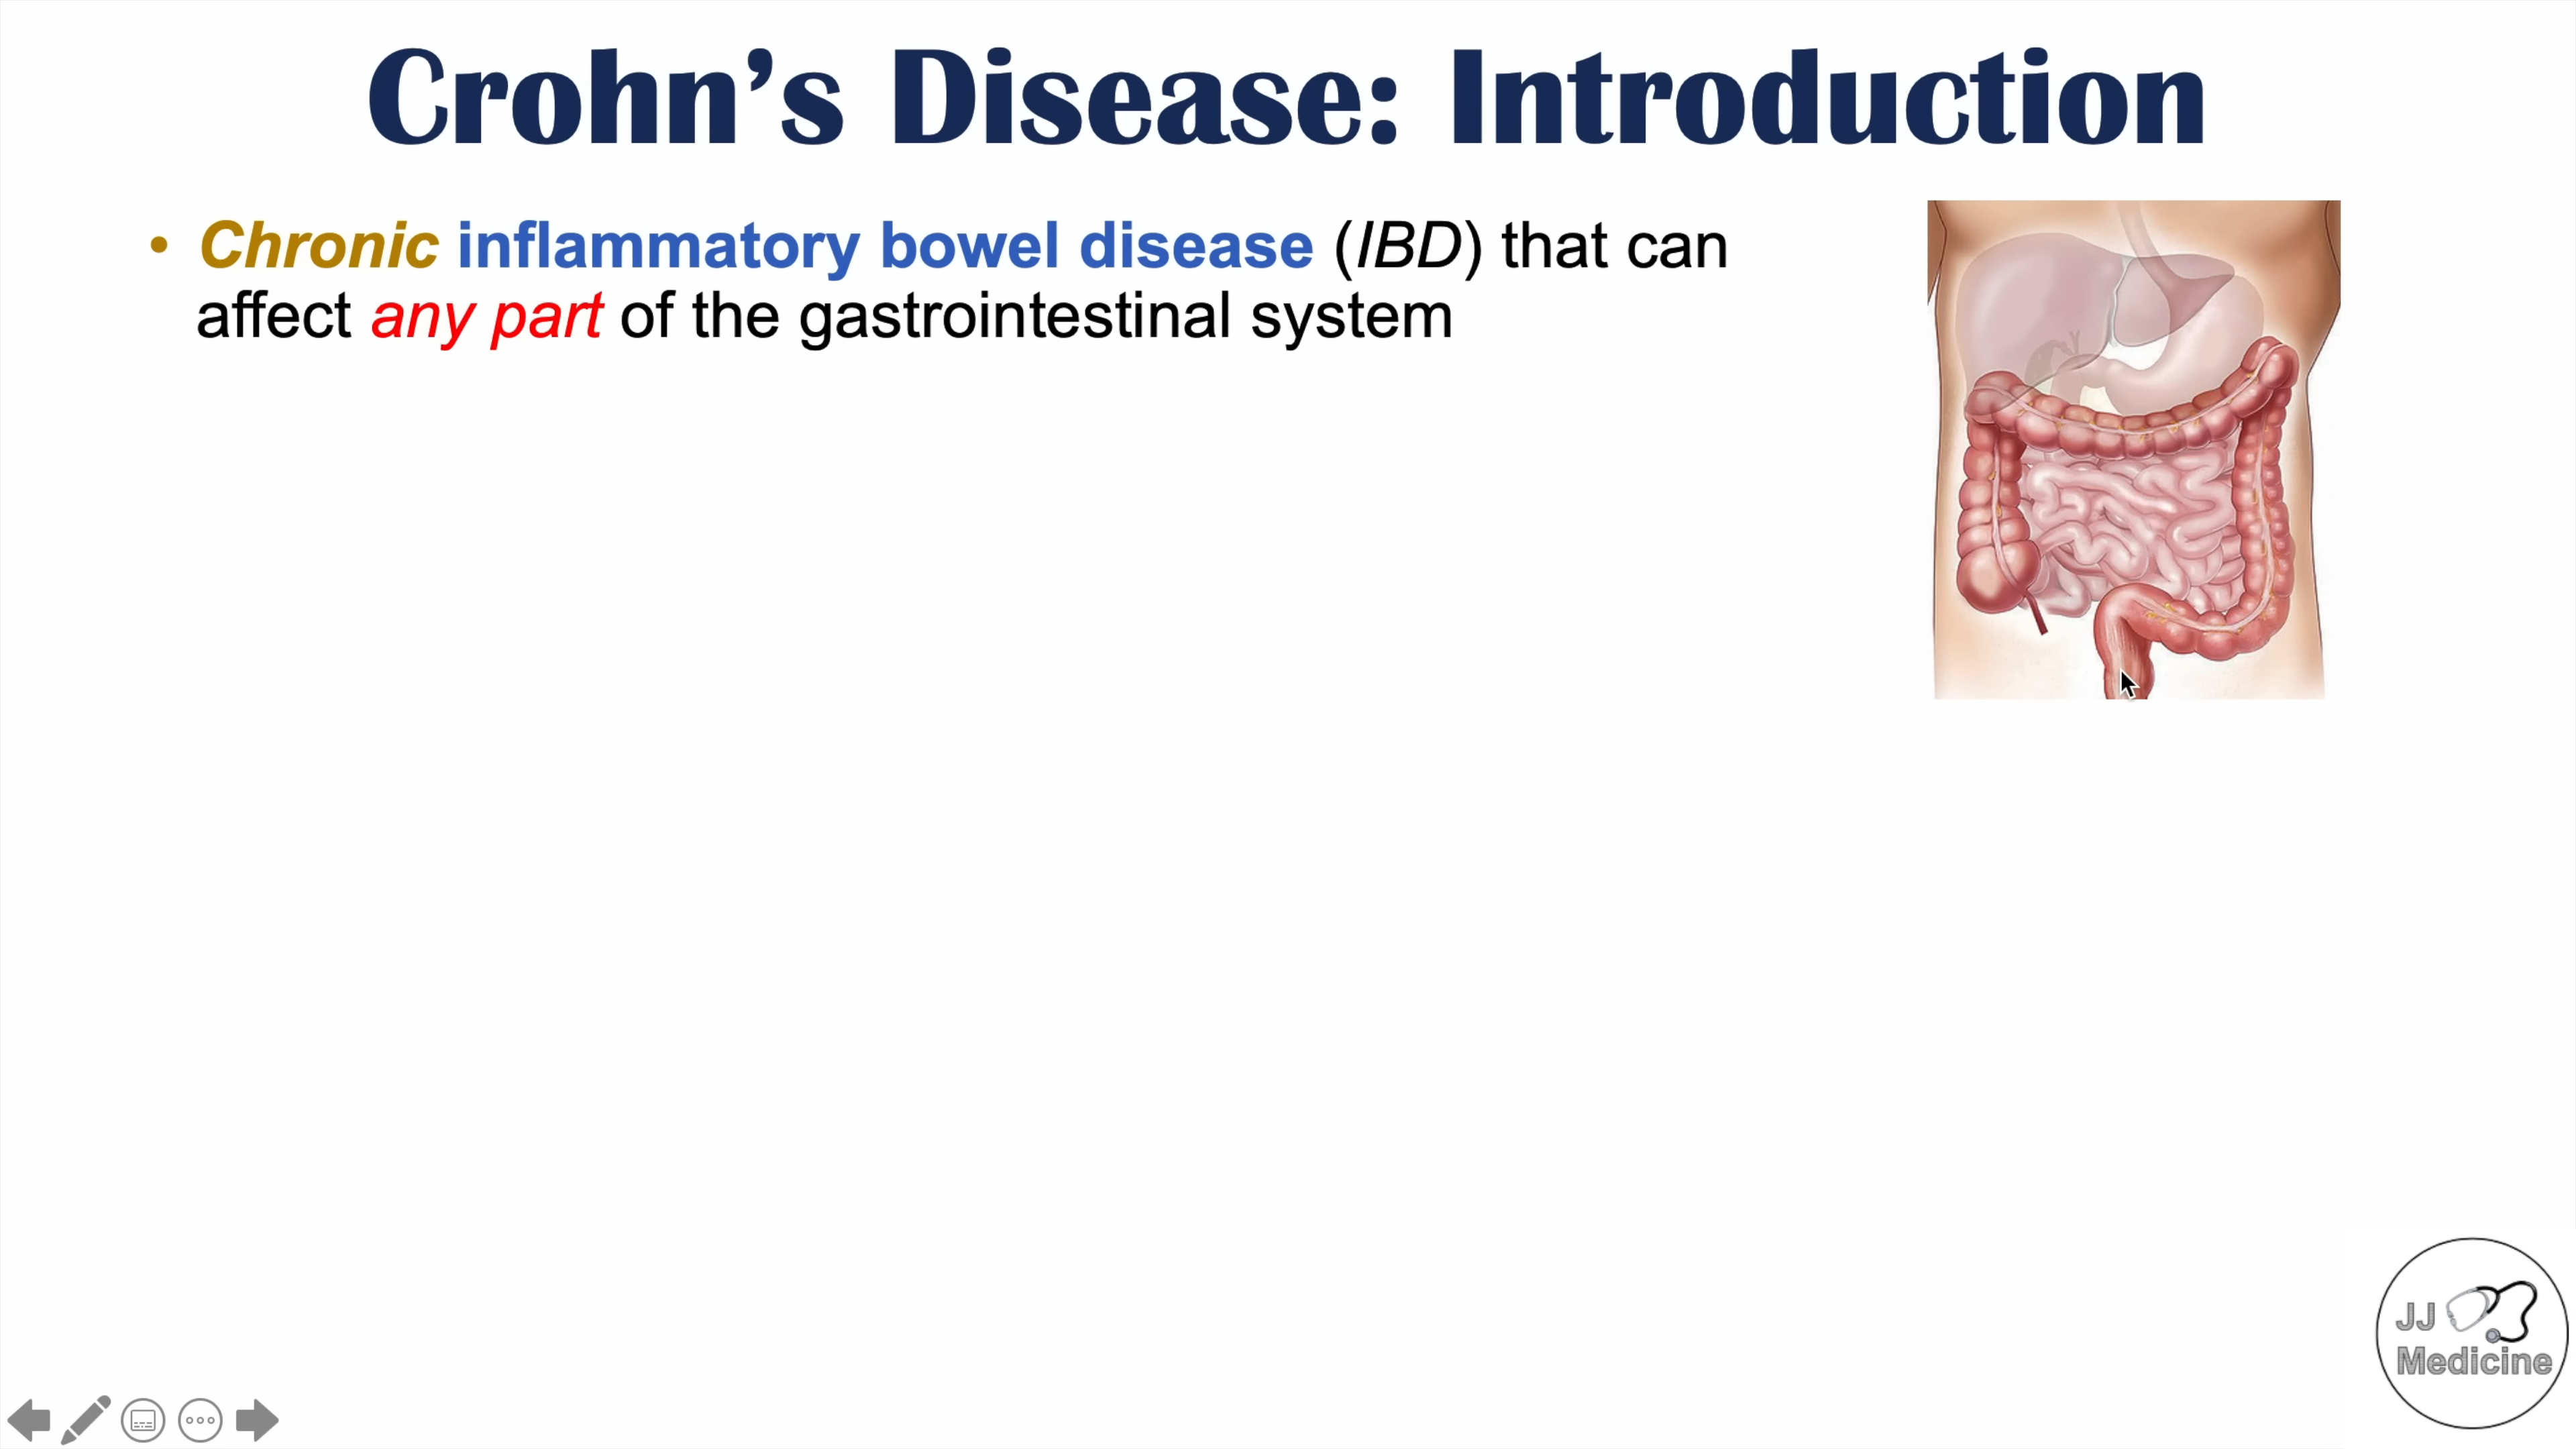 Crohn’s Disease: Introduction
• Chronic inflammatory bowel disease (IBD) that can
affect any part of the gastrointestinal system
JJ
Medicine